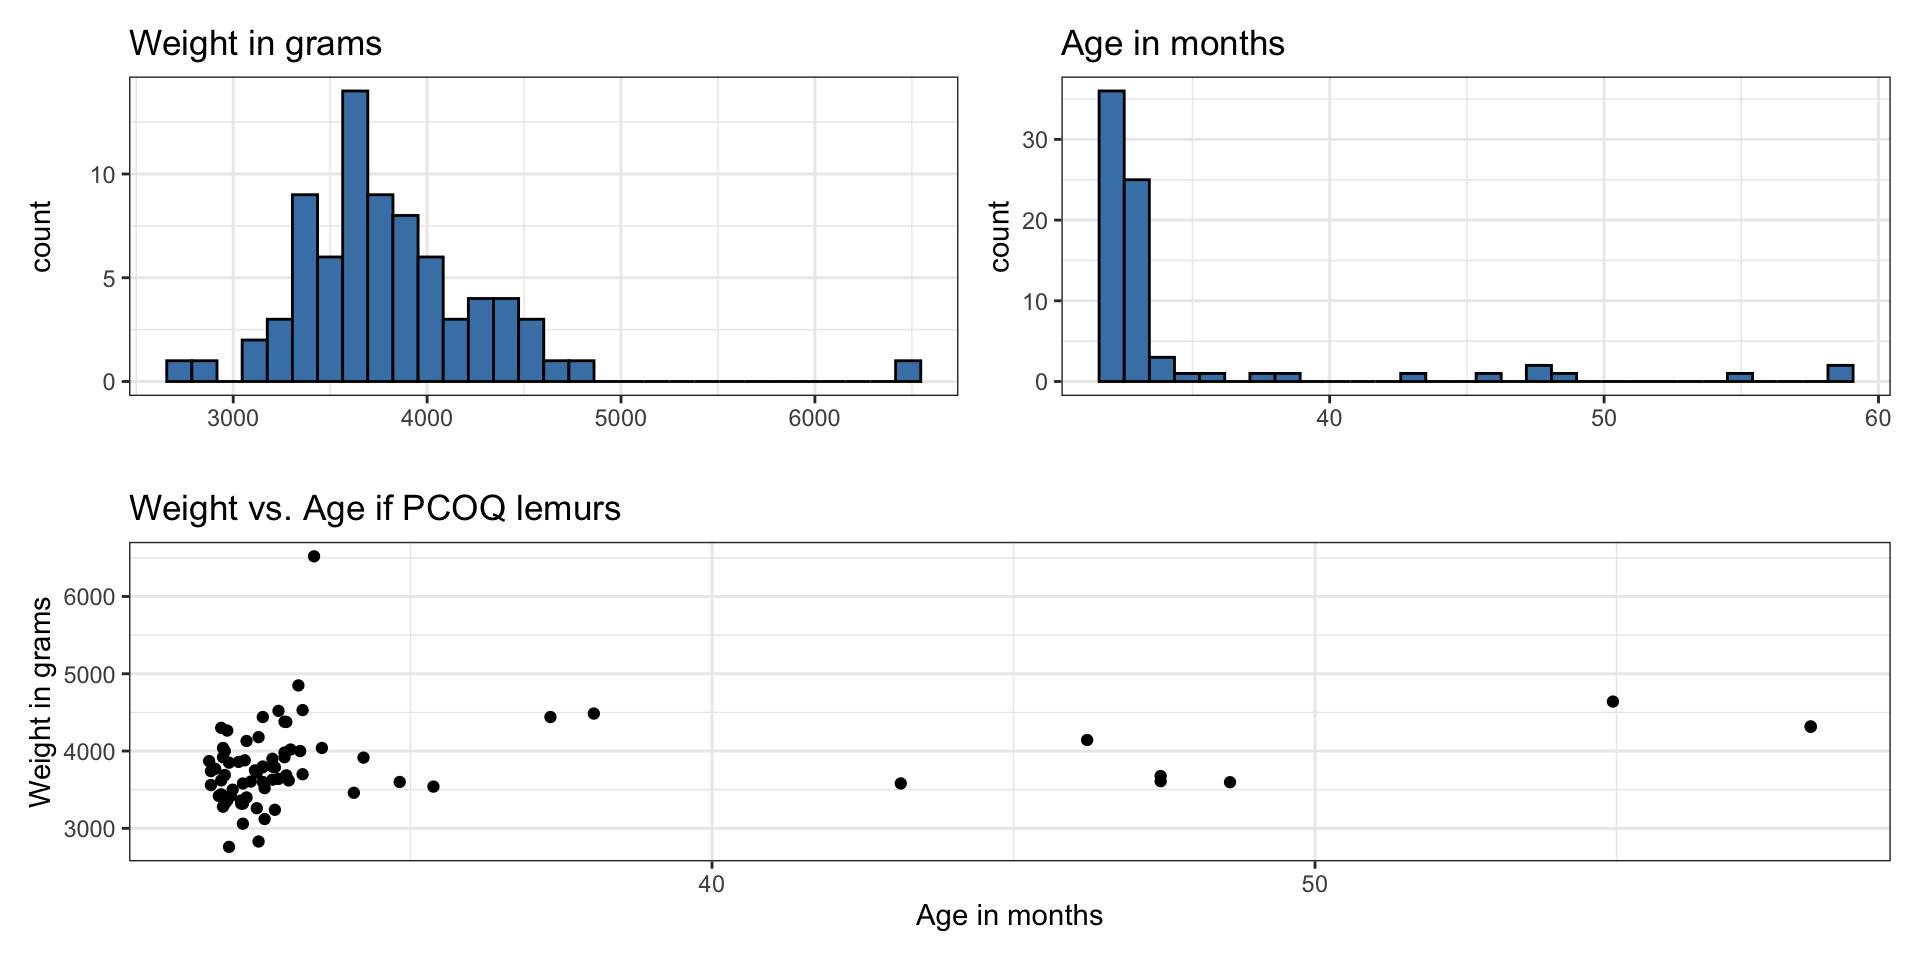 Weight in grams
count
10
5
0
3000 4000 5000 6000
Age in months
count
30
20
10
0
40 50 60
Weight vs. Age if PCOQ lemurs
Weight in grams
6000
5000
4000
3000
40 50
Age in months